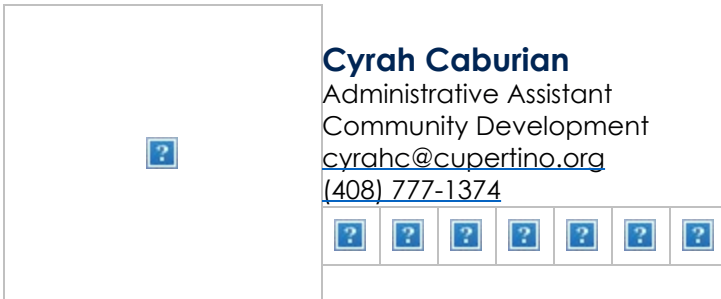 Cyrah Caburian
Administrative Assistant
Community Development
cyrahc@cupertino.org
(408) 777-1374